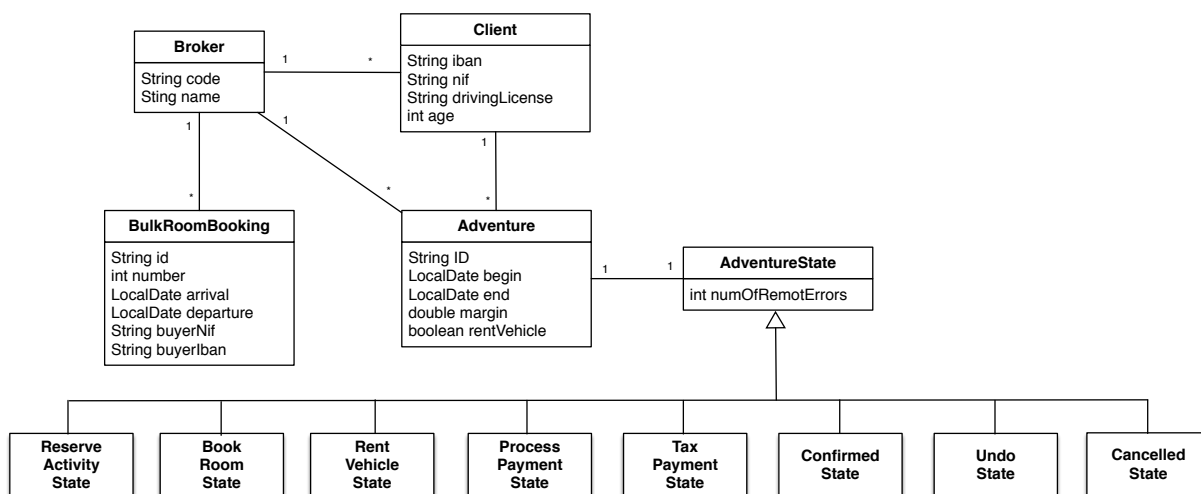 Broker
String code
Sting name
Client
String iban
String nif
String drivingLicense
int age
1
*
1
1
1
*
*
*
BulkRoomBooking
String id
int number
LocalDate arrival
LocalDate departure
String buyerNif
String buyerIban
Adventure
String ID
LocalDate begin
LocalDate end
double margin
boolean rentVehicle
1
1
AdventureState
int numOfRemotErrors
Reserve
Activity
State
Book
Room
State
Rent
Vehicle
State
Process
Payment
State
Tax
Payment
State
Confirmed
State
Undo
State
Cancelled
State